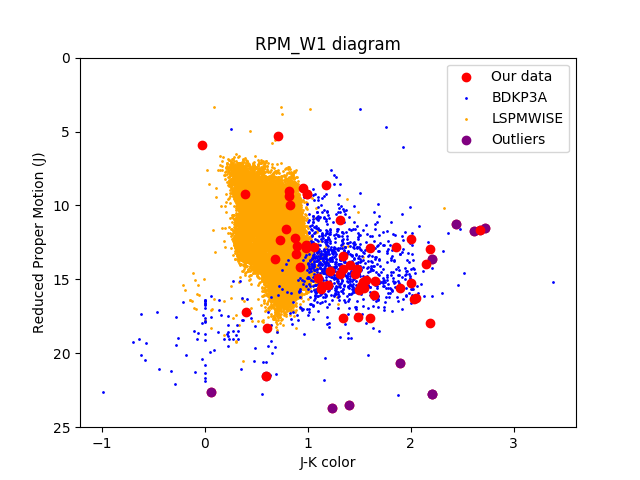 RPM_W1 diagram
Our data
BDKP3A
LSPMWISE
Outliers
Reduced Proper Motion (J)
0
5
10
15
20
25
−1 0 1 2 3
J-K color